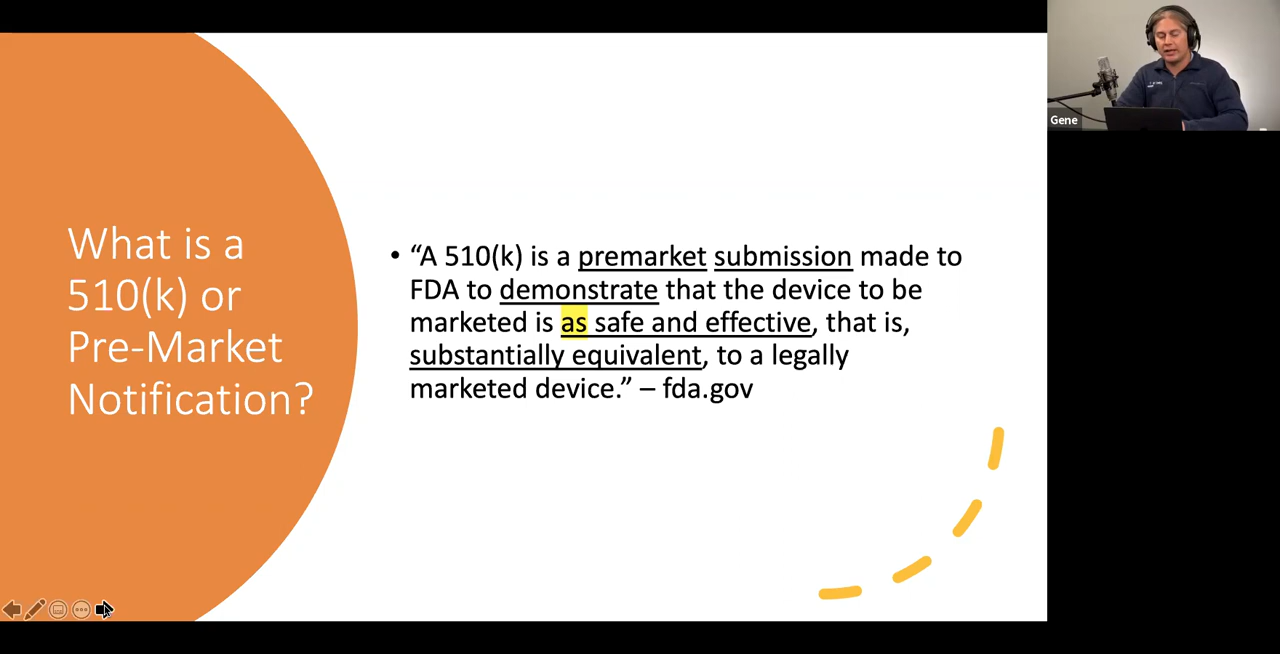 What is a
510(k) or
Pre-Market
Notification?
• “A 510(k) is a premarket submission made to
FDA to demonstrate that the device to be
marketed is as safe and effective, that is,
substantially equivalent, to a legally
marketed device.” – fda.gov
Gene